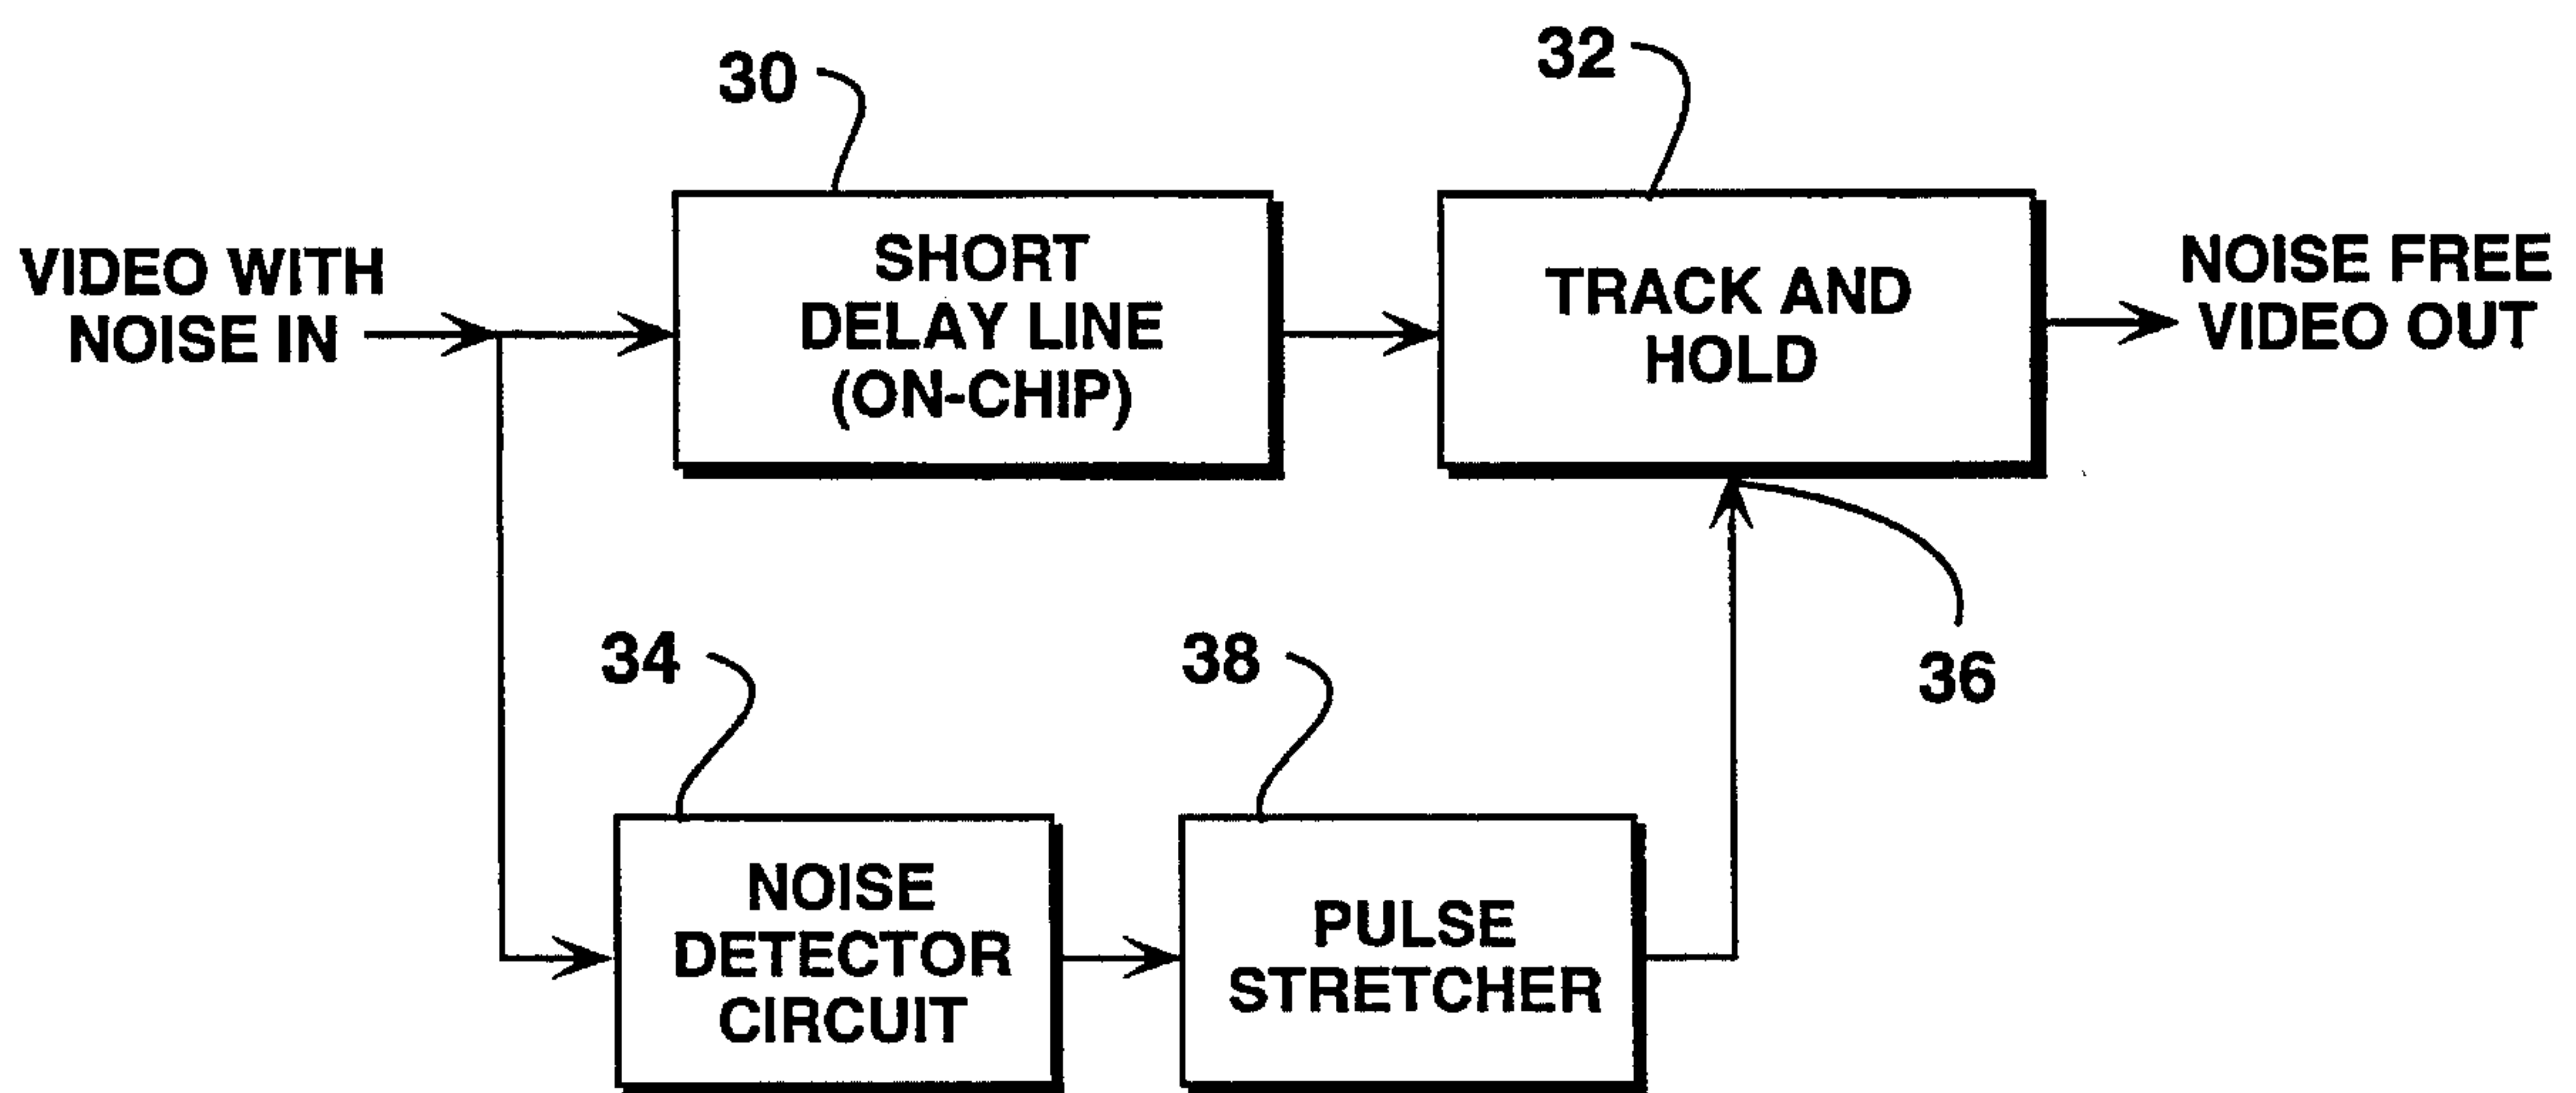 30
32
VIDEO WITH
NOISE IN
SHORT
DELAY LINE
(ON-CHIP)
TRACK AND
HOLD
NOISE FREE
VIDEO OUT
34
38
36
NOISE
DETECTOR
CIRCUIT
PULSE
STRETCHER